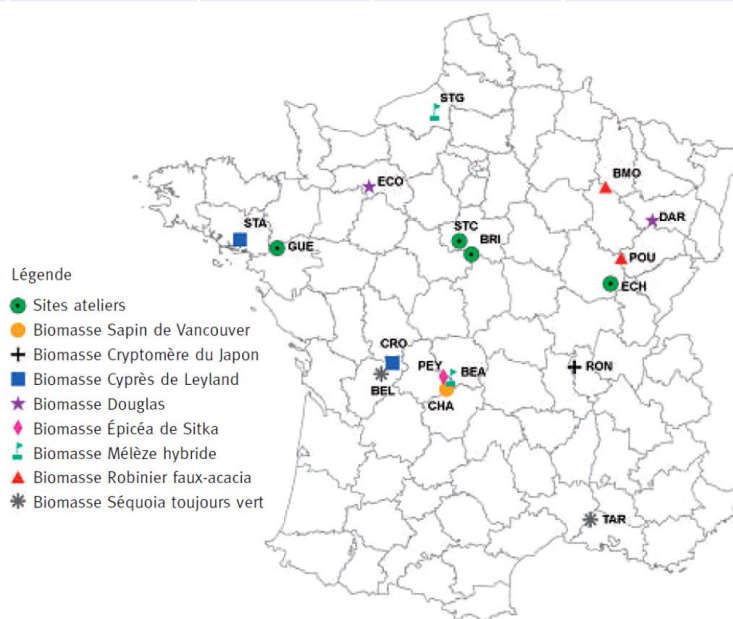 STG
BMO
ECO
DAR
STA
STC
BRI
GUE
POU
ECH
Légende
Sites ateliers
Biomasse Sapin de Vancouver
Biomasse Cryptomère du Japon
Biomasse Cyprès de Leyland
Biomasse Douglas
Biomasse Épicéa de Sitka
Biomasse Mélèze hybride
Biomasse Robinier faux-acacia
Biomasse Séquoia toujours vert
CRO
PEY
BEA
RON
BEL
CHA
TAR